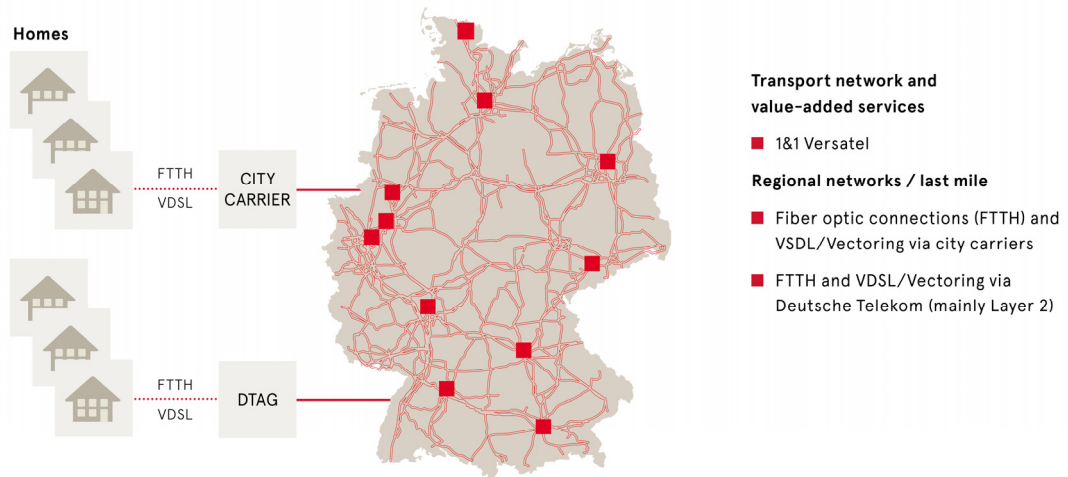 Homes
FTTH
VDSL
CITY
CARRIER
FTTH
VDSL
DTAG
Transport network and
value-added services
1&1 Versatel
Regional networks / last mile
Fiber optic connections (FTTH) and
VSDL/Vectoring via city carriers
FTTH and VDSL/Vectoring via
Deutsche Telekom (mainly Layer 2)